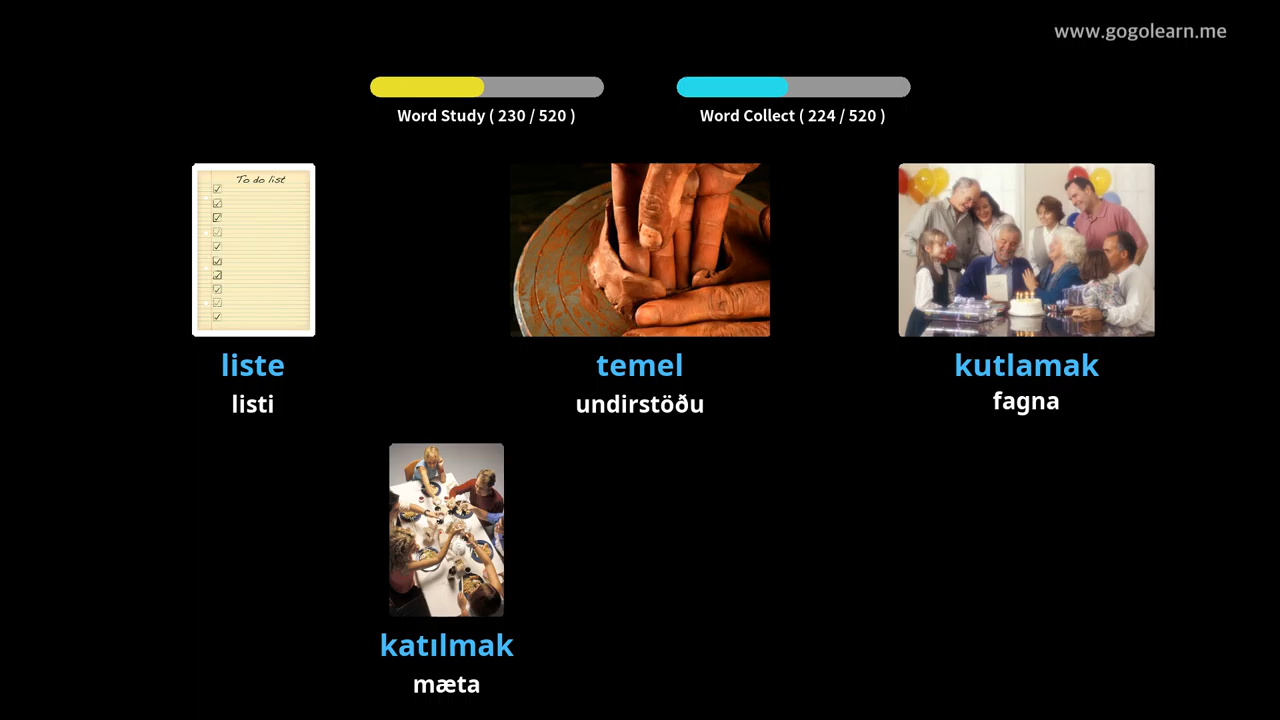 www.gogolearn.me
Word Study ( 230 / 520 )
Word Collect ( 224 / 520 )
To do list
liste
listi
temel
undirstöðu
kutlamak
fagna
katılmak
mæta